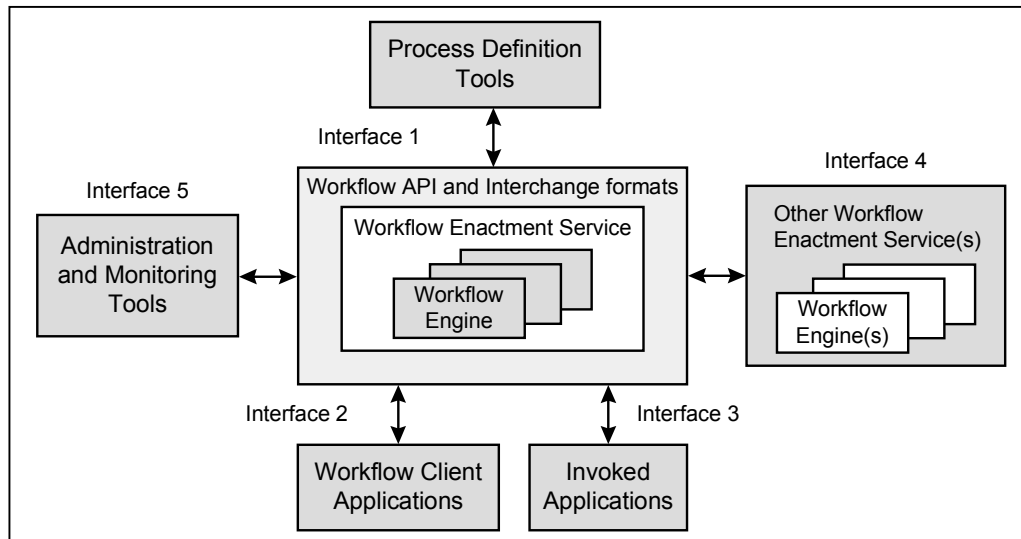 Process Definition
Tools
Interface 1
Interface 4
Workflow API and Interchange formats
Interface 5
Workflow Enactment Service
Other Workflow
Enactment Service(s)
Administration
and Monitoring
Tools
Workflow
Engine
Workflow
Engine(s)
Interface 2
Interface 3
Workflow Client
Applications
Invoked
Applications